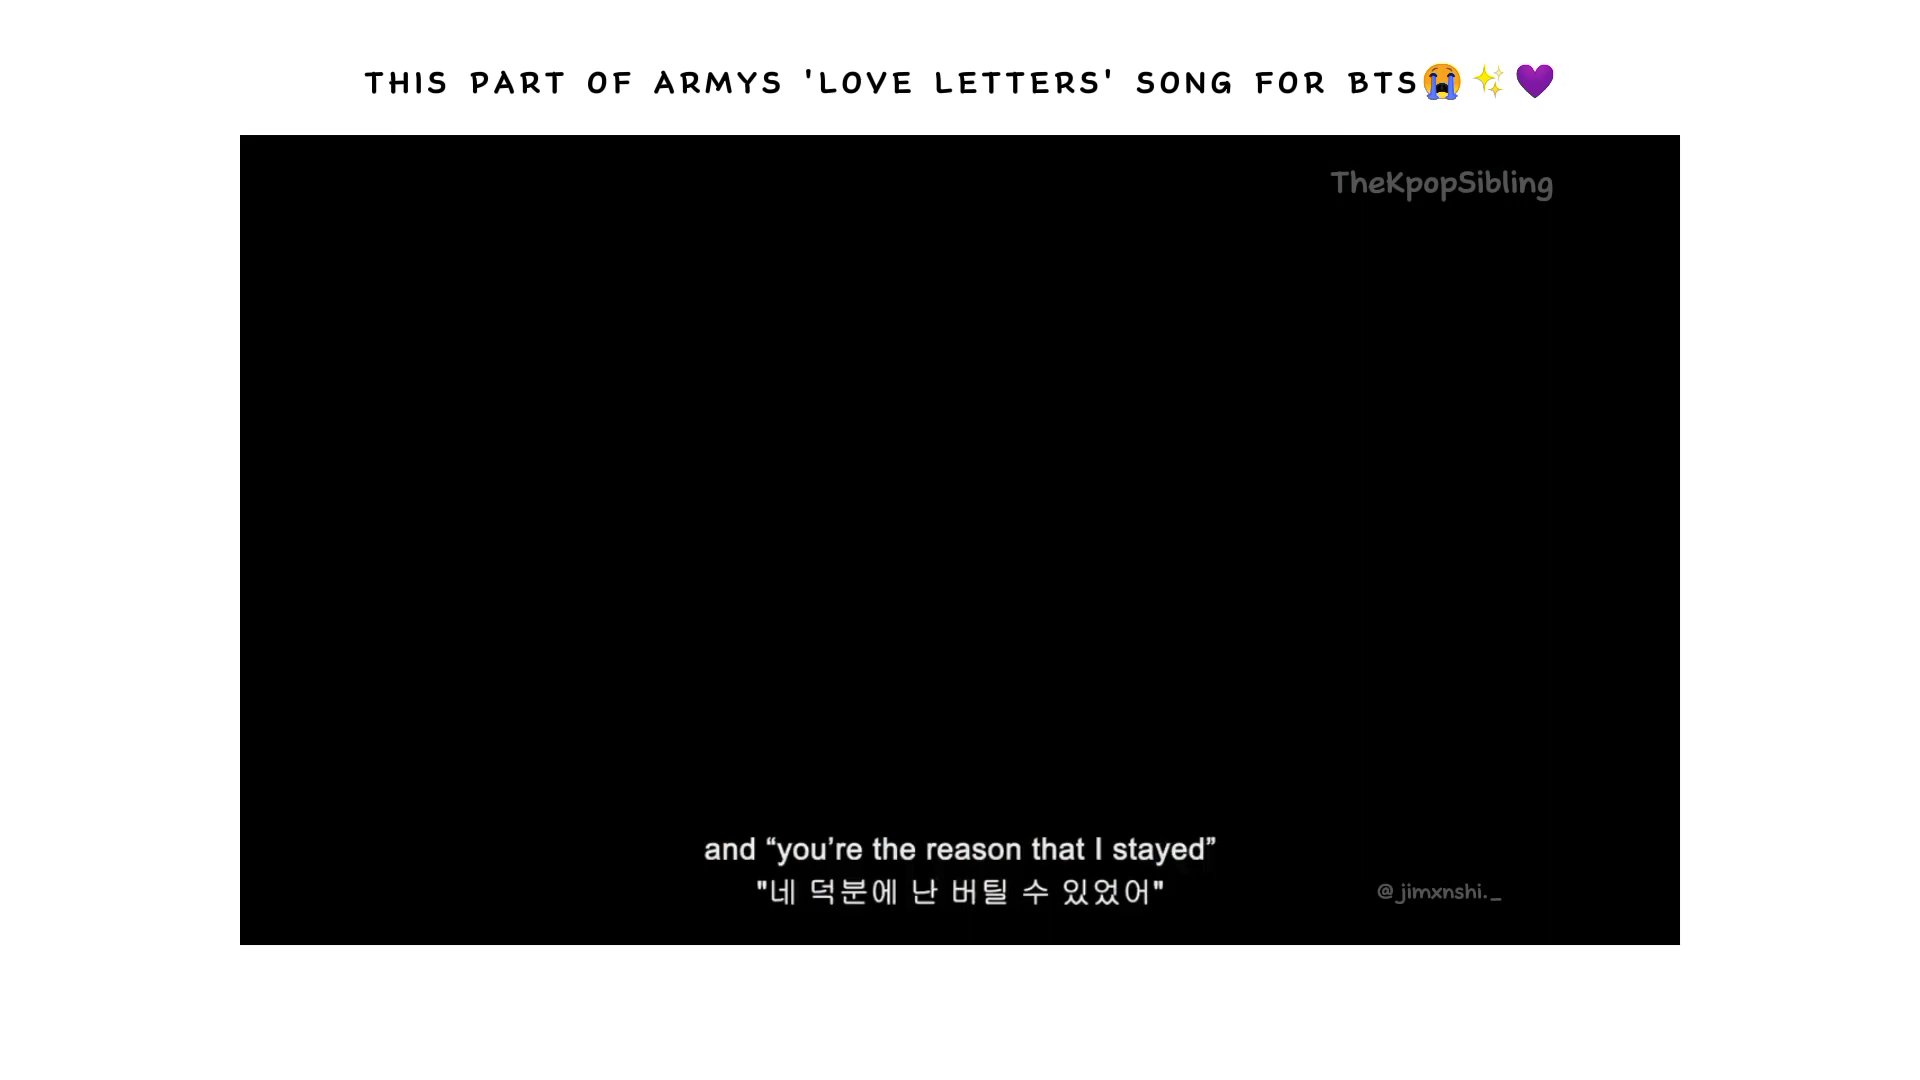 THIS PART OF ARMYS 'LOVE LETTERS' SONG FOR BTS😭✨💜
TheKpopSibling
and “you’re the reason that I stayed”
"네 덕분에 난 버틸 수 있었어"
@jimxnshi._